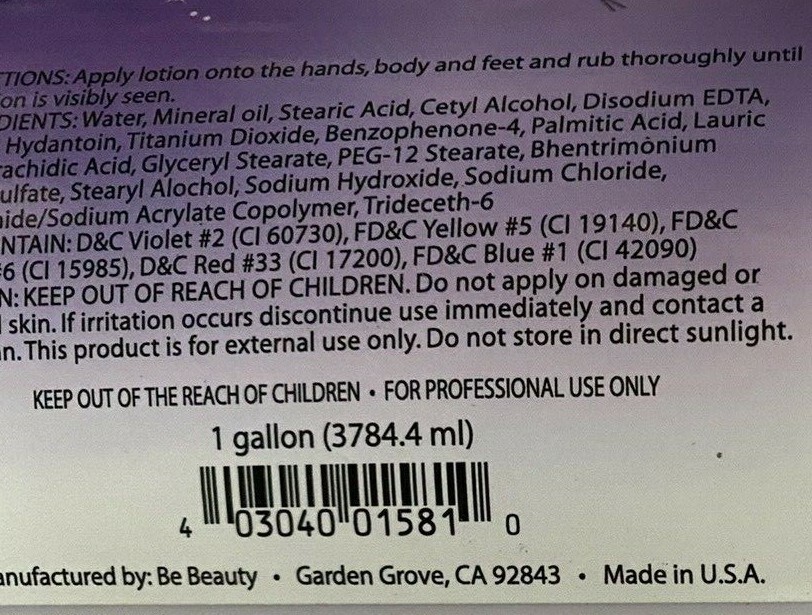 TIONS: Apply lotion onto the hands, body and feet and rub thoroughly until
on is visibly seen.
DIENTS: Water, Mineral oil, Stearic Acid, Cetyl Alcohol, Disodium EDTA,
Hydantoin, Titanium Dioxide, Benzophenone-4, Palmitic Acid, Lauric
rachidic Acid, Glyceryl Stearate, PEG-12 Stearate, Bhentrimonium
ulfate, Stearyl Alochol, Sodium Hydroxide, Sodium Chloride,
ide/Sodium Acrylate Copolymer, Trideceth-6
NTAIN: D&C Violet #2 (CI 60730), FD&C Yellow #5 (CI 19140), FD&C
#6 (CI 15985), D&C Red #33 (CI 17200), FD&C Blue #1 (CI 42090)
N: KEEP OUT OF REACH OF CHILDREN. Do not apply on damaged or
skin. If irritation occurs discontinue use immediately and contact a
n. This product is for external use only. Do not store in direct sunlight.
KEEP OUT OF THE REACH OF CHILDREN • FOR PROFESSIONAL USE ONLY
1 gallon (3784.4 ml)
4 03040 01581 0
anufactured by: Be Beauty • Garden Grove, CA 92843 • Made in U.S.A.